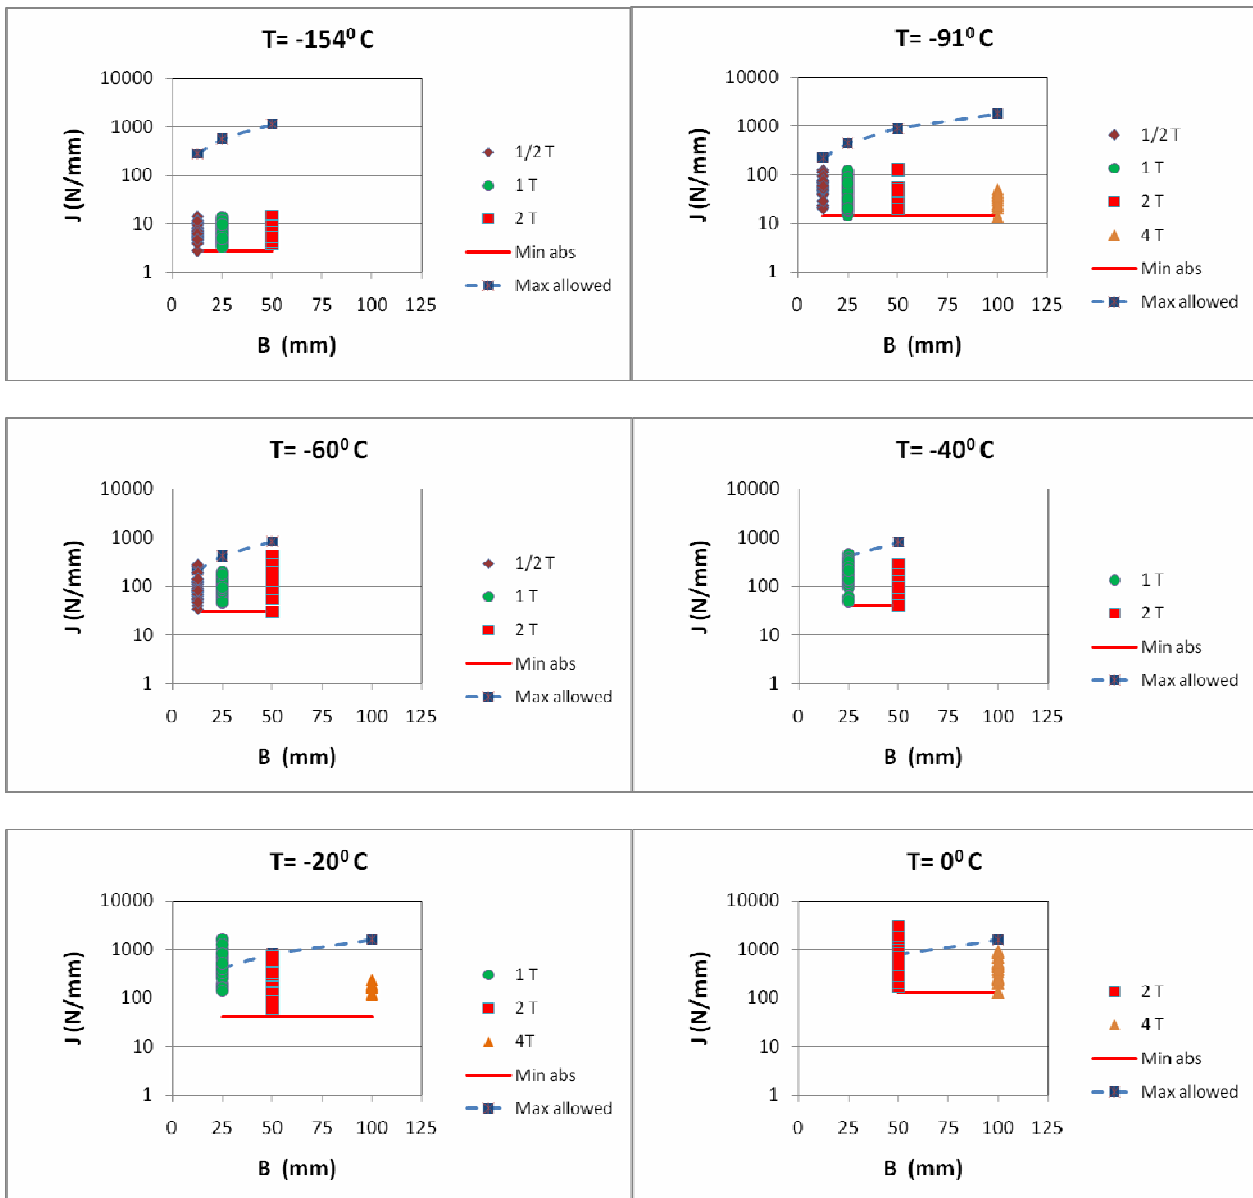 T= -154⁰ C
J (N/mm)
10000
1000
100
10
1
0 25 50 75 100 125
B (mm)
1/2 T
1 T
2 T
Min abs
Max allowed
T= -91⁰ C
J (N/mm)
10000
1000
100
10
1
0 25 50 75 100 125
B (mm)
1/2 T
1 T
2 T
4 T
Min abs
Max allowed
T= -60⁰ C
J (N/mm)
10000
1000
100
10
1
0 25 50 75 100 125
B (mm)
1/2 T
1 T
2 T
Min abs
Max allowed
T= -40⁰ C
J (N/mm)
10000
1000
100
10
1
0 25 50 75 100 125
B (mm)
1 T
2 T
Min abs
Max allowed
T= -20⁰ C
J (N/mm)
10000
1000
100
10
1
0 25 50 75 100 125
B (mm)
1 T
2 T
4T
Min abs
Max allowed
T= 0⁰ C
J (N/mm)
10000
1000
100
10
1
0 25 50 75 100 125
B (mm)
2 T
4 T
Min abs
Max allowed